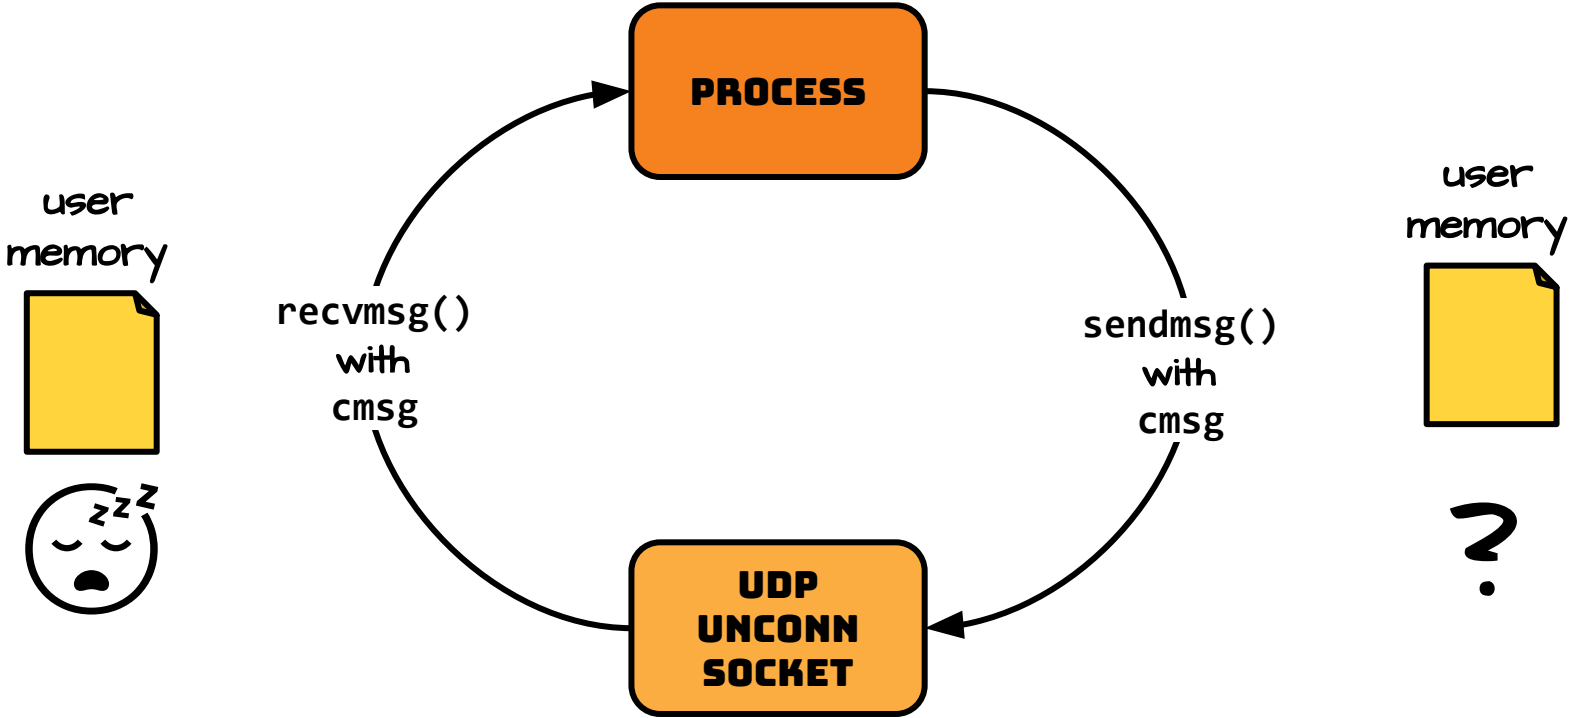 PROCESS
user
memory
recvmsg()
with
cmsg
z z z
sendmsg()
with
cmsg
user
memory
?
UDP
UNCONN
SOCKET